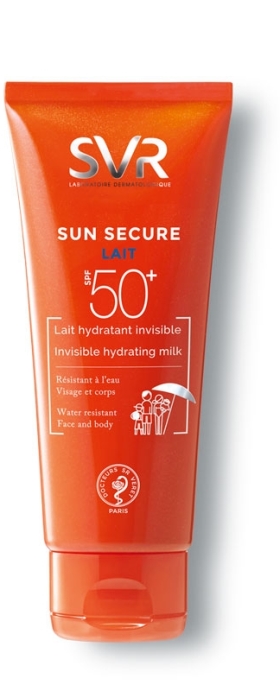 SVR
LABORATOIRE DERMATOLOGIQUE
SUN SECURE
LAIT
SPF 50+
Lait hydratant invisible
Invisible hydrating milk
Résistant à l'eau
Visage et corps
Water resistant
Face and body
DOCTEURS SR VERET
PARIS